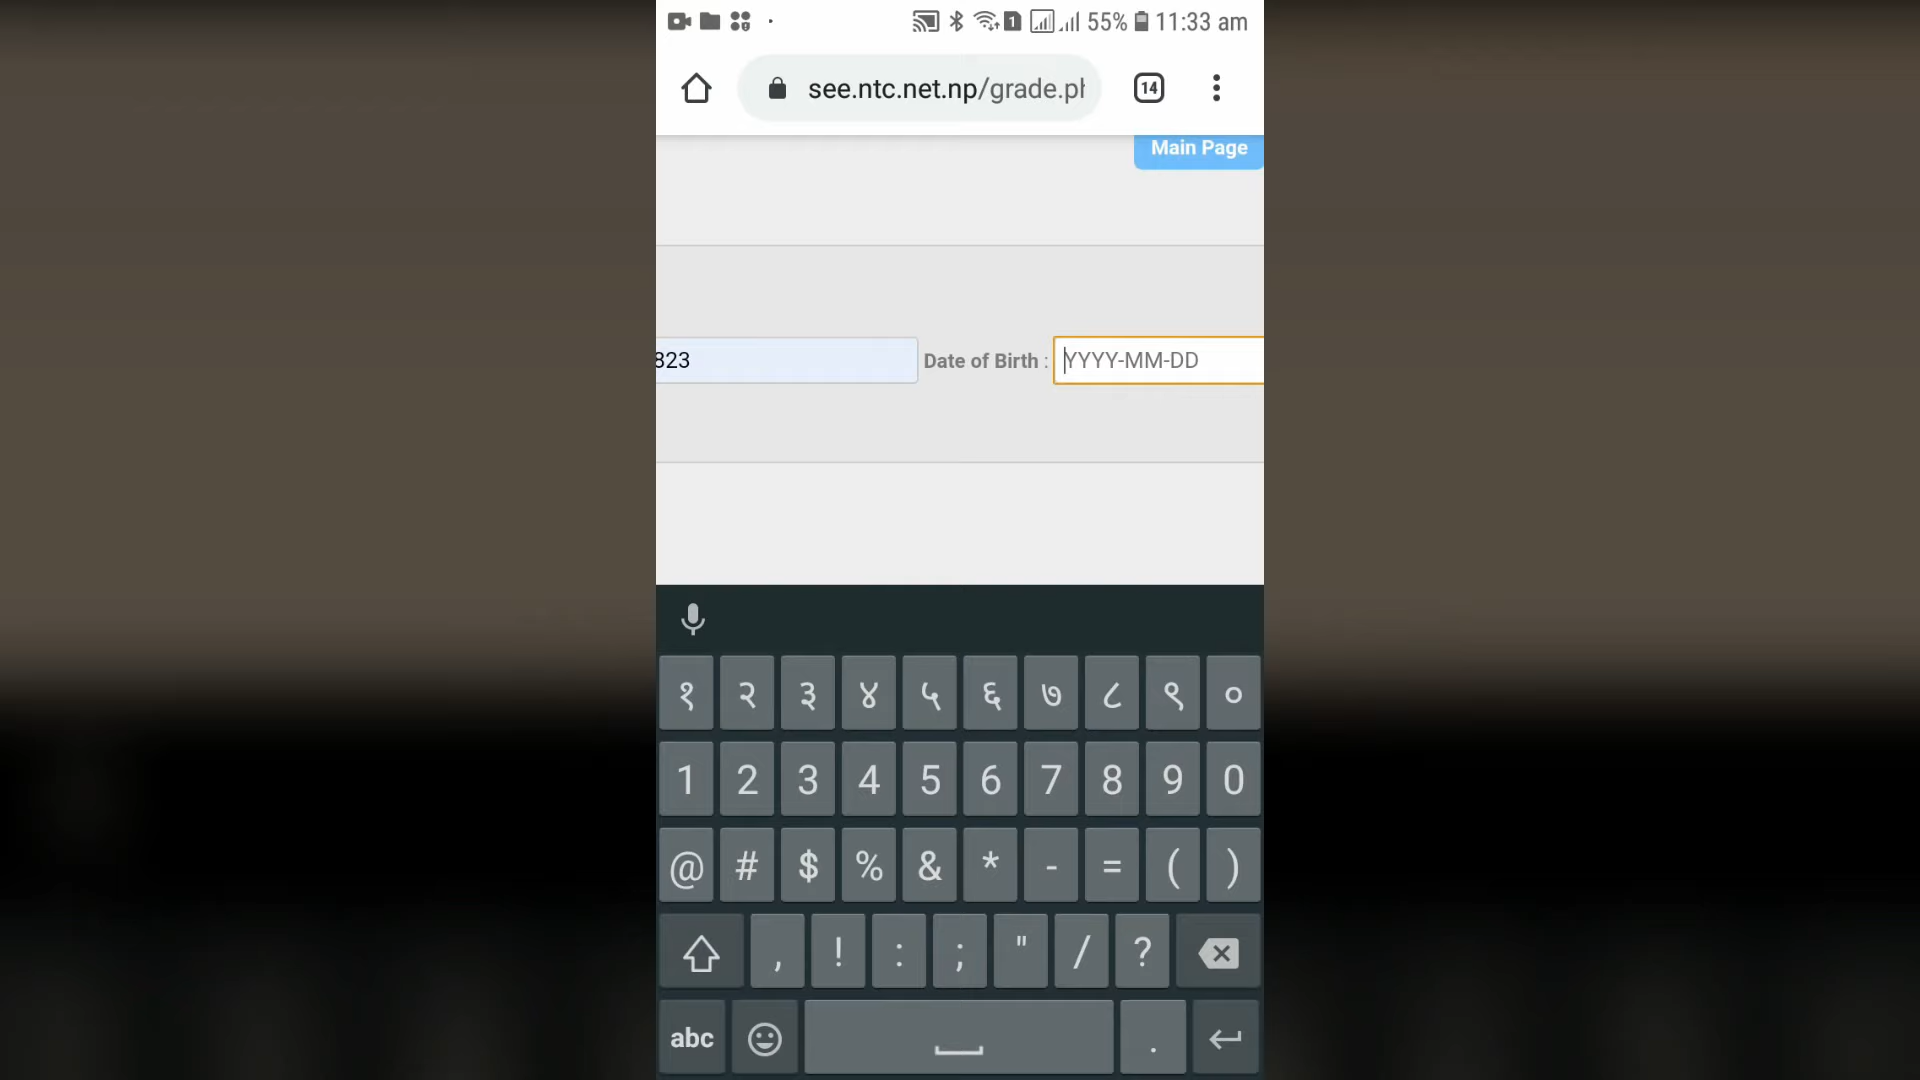 1 55% 11:33 am
see.ntc.net.np/grade.ph
14
Main Page
823 Date of Birth : YYYY-MM-DD
१ २ ३ ४ ५ ६ ७ ८ ९ ०
1 2 3 4 5 6 7 8 9 0
@ # $ % & * - = ( )
, ! : ; " / ?
abc .